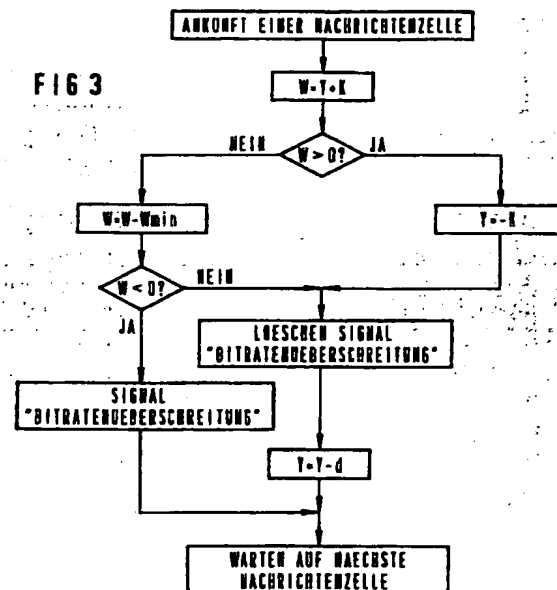 ANKUNFT EINER NACHRICHTENZELLE
FIG 3
W=Y+K
NEIN
W > 0?
JA
W=W-Wmin
Y=-K
W < 0?
NEIN
JA
LOESCHEN SIGNAL
"BITRATENUEBERSCHREITUNG"
SIGNAL
"BITRATENUEBERSCHREITUNG"
Y=Y-d
WARTEN AUF NAECHSTE
NACHRICHTENZELLE